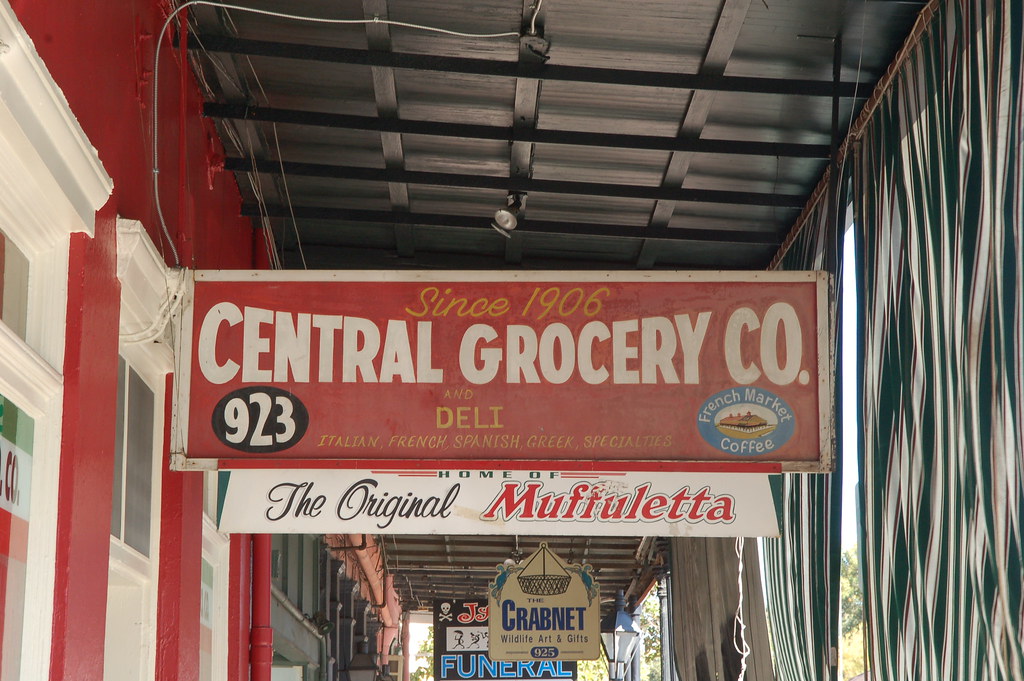 Since 1906
CENTRAL GROCERY CO.
923
AND
DELI
ITALIAN, FRENCH, SPANISH, GREEK, SPECIALTIES
French Market
Coffee
HOME OF
The Original Muffuletta
THE
CRABNET
Wildlife Art & Gifts
925
FUNERAL
CO.